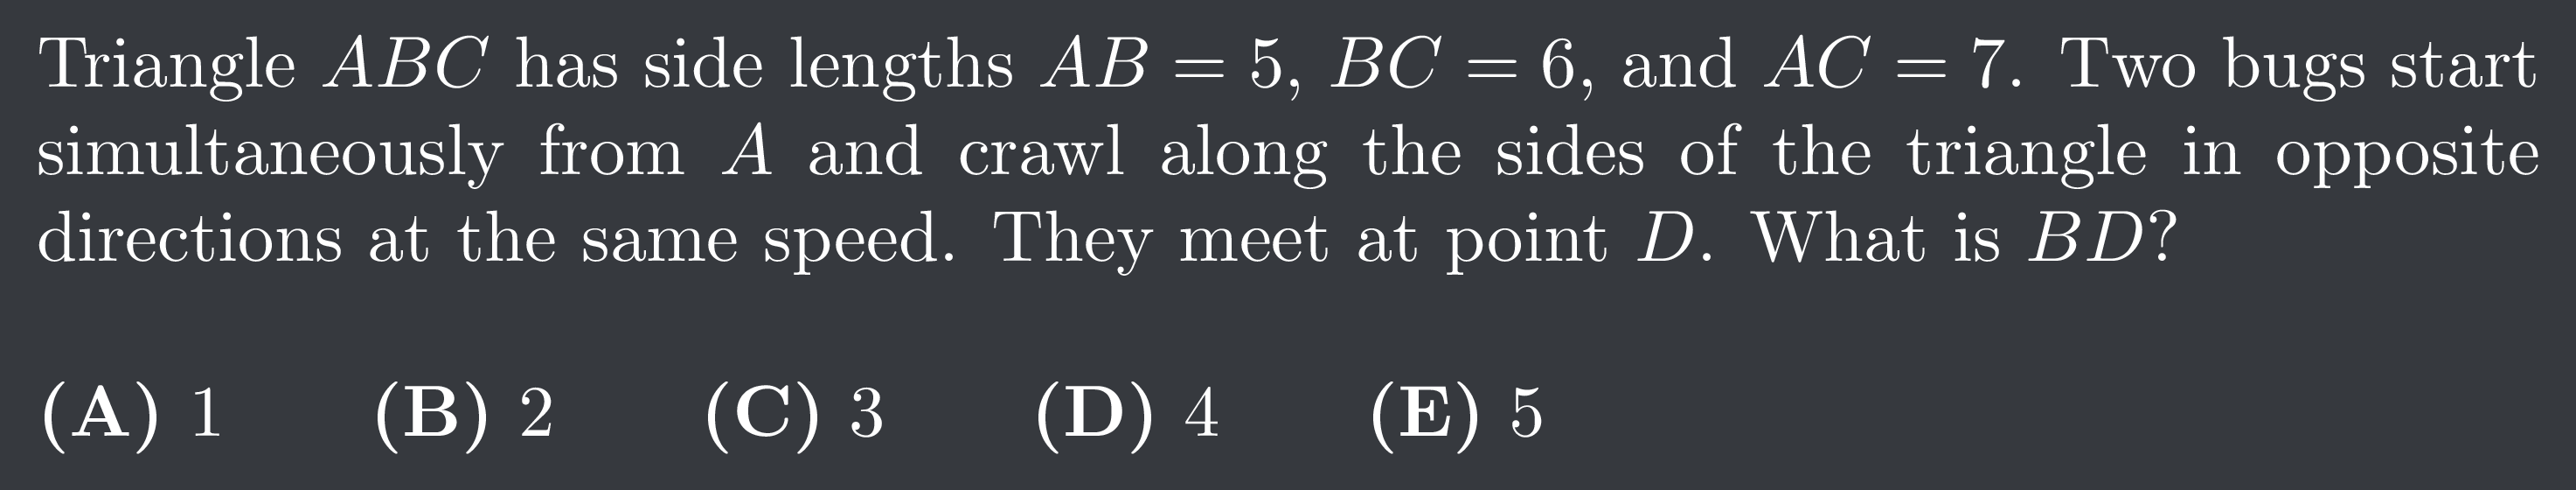 Triangle ABC has side lengths AB = 5, BC = 6, and AC = 7. Two bugs start
simultaneously from A and crawl along the sides of the triangle in opposite
directions at the same speed. They meet at point D. What is BD?
(A) 1 (B) 2 (C) 3 (D) 4 (E) 5